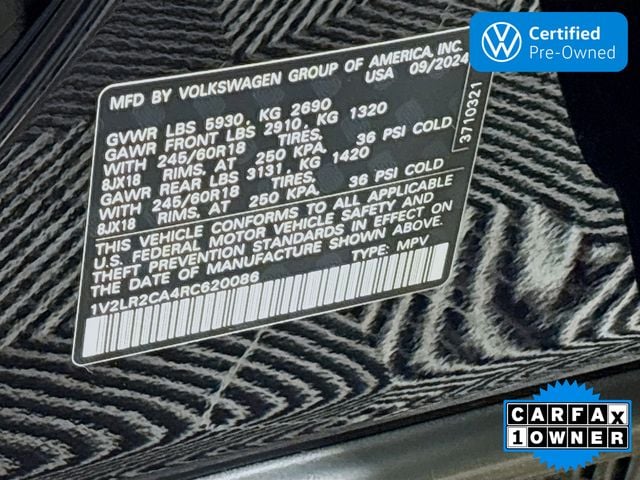 Certified
Pre-Owned
MFD BY VOLKSWAGEN GROUP OF AMERICA, INC.
USA 09/2024
GVWR LBS 5930, KG 2690
GAWR FRONT LBS 2910, KG 1320
WITH 245/60R18 TIRES,
8JX18 RIMS, AT 250 KPA, 36 PSI COLD
GAWR REAR LBS 3131, KG 1420
WITH 245/60R18 TIRES,
8JX18 RIMS, AT 250 KPA, 36 PSI COLD
THIS VEHICLE CONFORMS TO ALL APPLICABLE
U.S. FEDERAL MOTOR VEHICLE SAFETY AND
THEFT PREVENTION STANDARDS IN EFFECT ON
THE DATE OF MANUFACTURE SHOWN ABOVE.
1V2LR2CA4RC620086 TYPE: MPV
3710321
CARFAX
1 OWNER